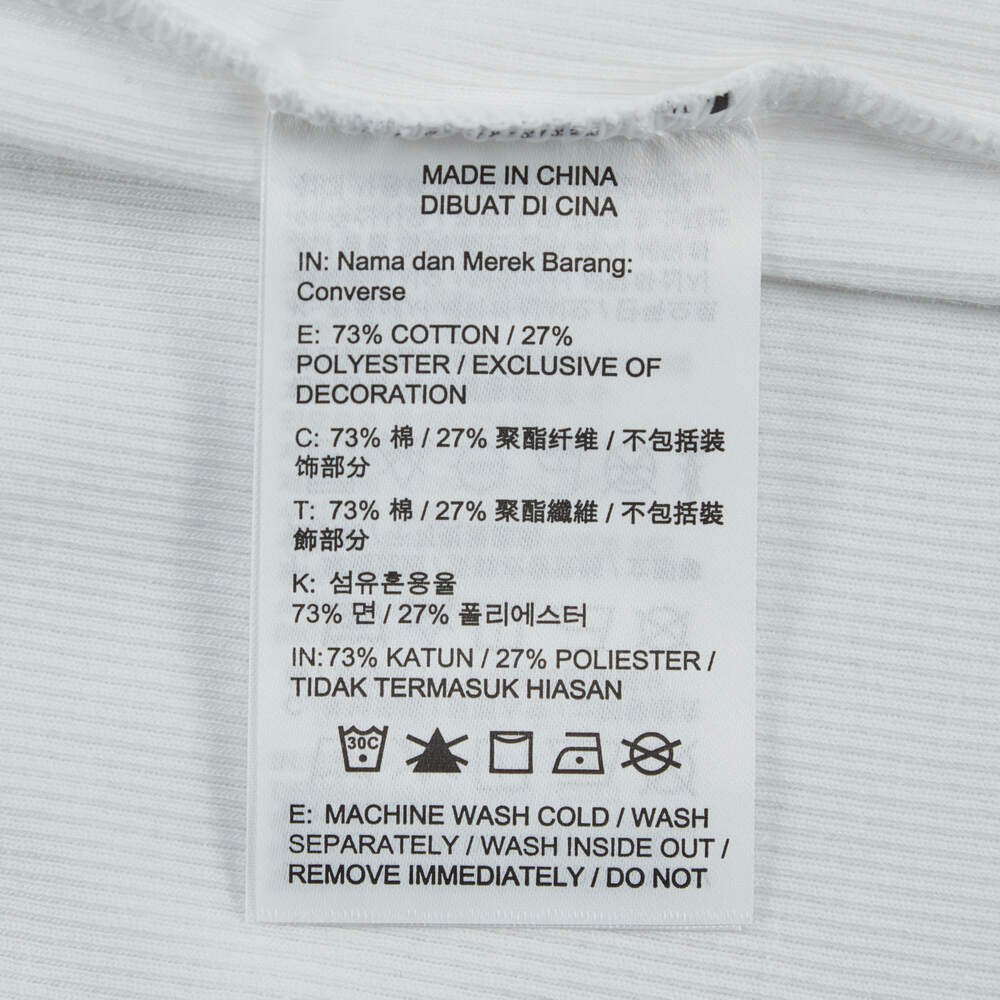 MADE IN CHINA
DIBUAT DI CINA
IN: Nama dan Merek Barang:
Converse
E: 73% COTTON / 27%
POLYESTER / EXCLUSIVE OF
DECORATION
C: 73% 棉 / 27% 聚酯纤维 / 不包括装
饰部分
T: 73% 棉 / 27% 聚酯纖維 / 不包括裝
飾部分
K: 섬유혼용율
73% 면 / 27% 폴리에스터
IN: 73% KATUN / 27% POLIESTER /
TIDAK TERMASUK HIASAN
30C
E: MACHINE WASH COLD / WASH
SEPARATELY / WASH INSIDE OUT /
REMOVE IMMEDIATELY / DO NOT